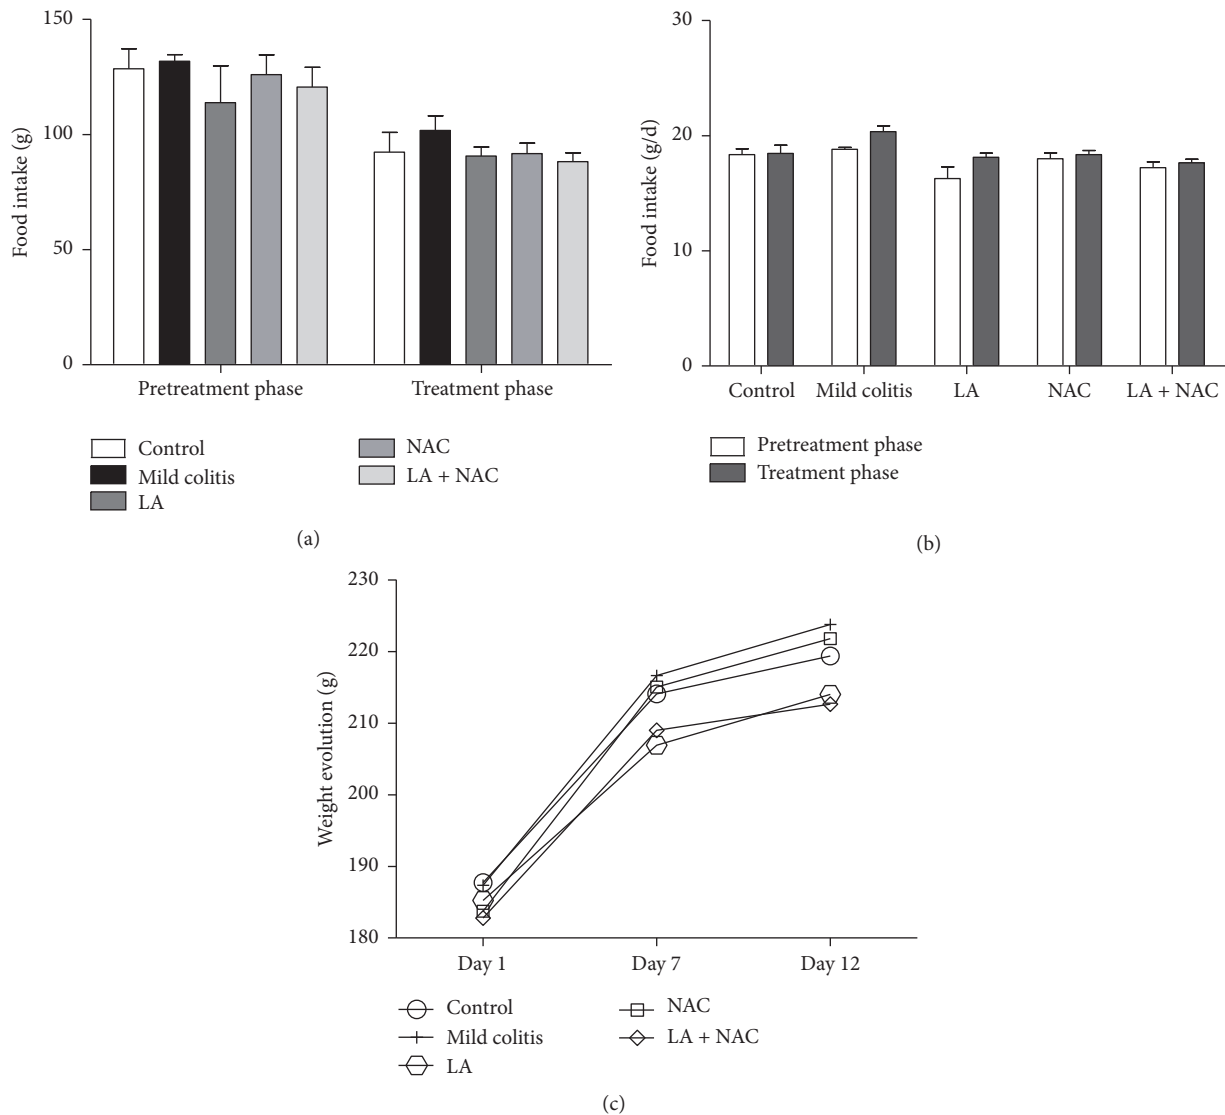 150
100
50
0
Food intake (g)
Pretreatment phase
Treatment phase
Control
Mild colitis
LA
NAC
LA + NAC
(a)
30
20
10
0
Food intake (g/d)
Control
Mild colitis
LA
NAC
LA + NAC
Pretreatment phase
Treatment phase
(b)
230
220
210
200
190
180
Weight evolution (g)
Day 1
Day 7
Day 12
Control
Mild colitis
LA
NAC
LA + NAC
(c)